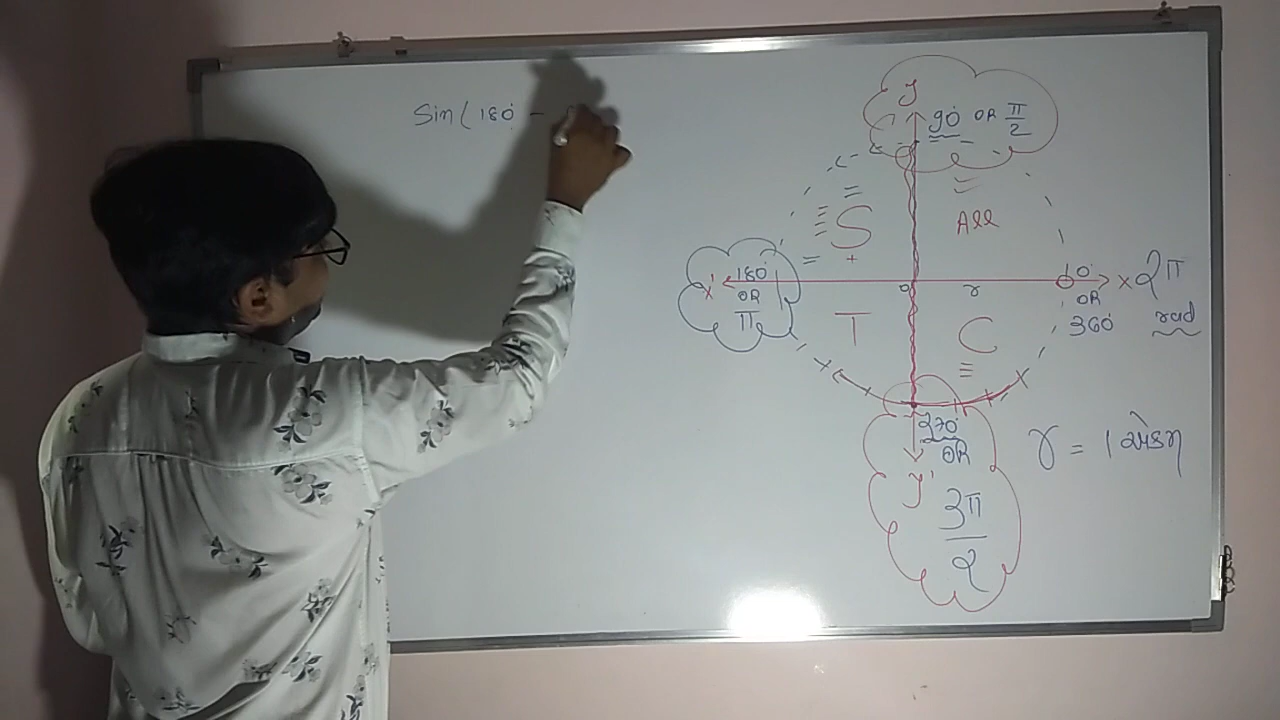 Sin ( 180° -
y
90° OR π/2
S
All
+
x' 180° OR π
o
r
0° OR 360°
x 2π rad
T
C
270° OR
y'
3π/2
r = 1 એકમ